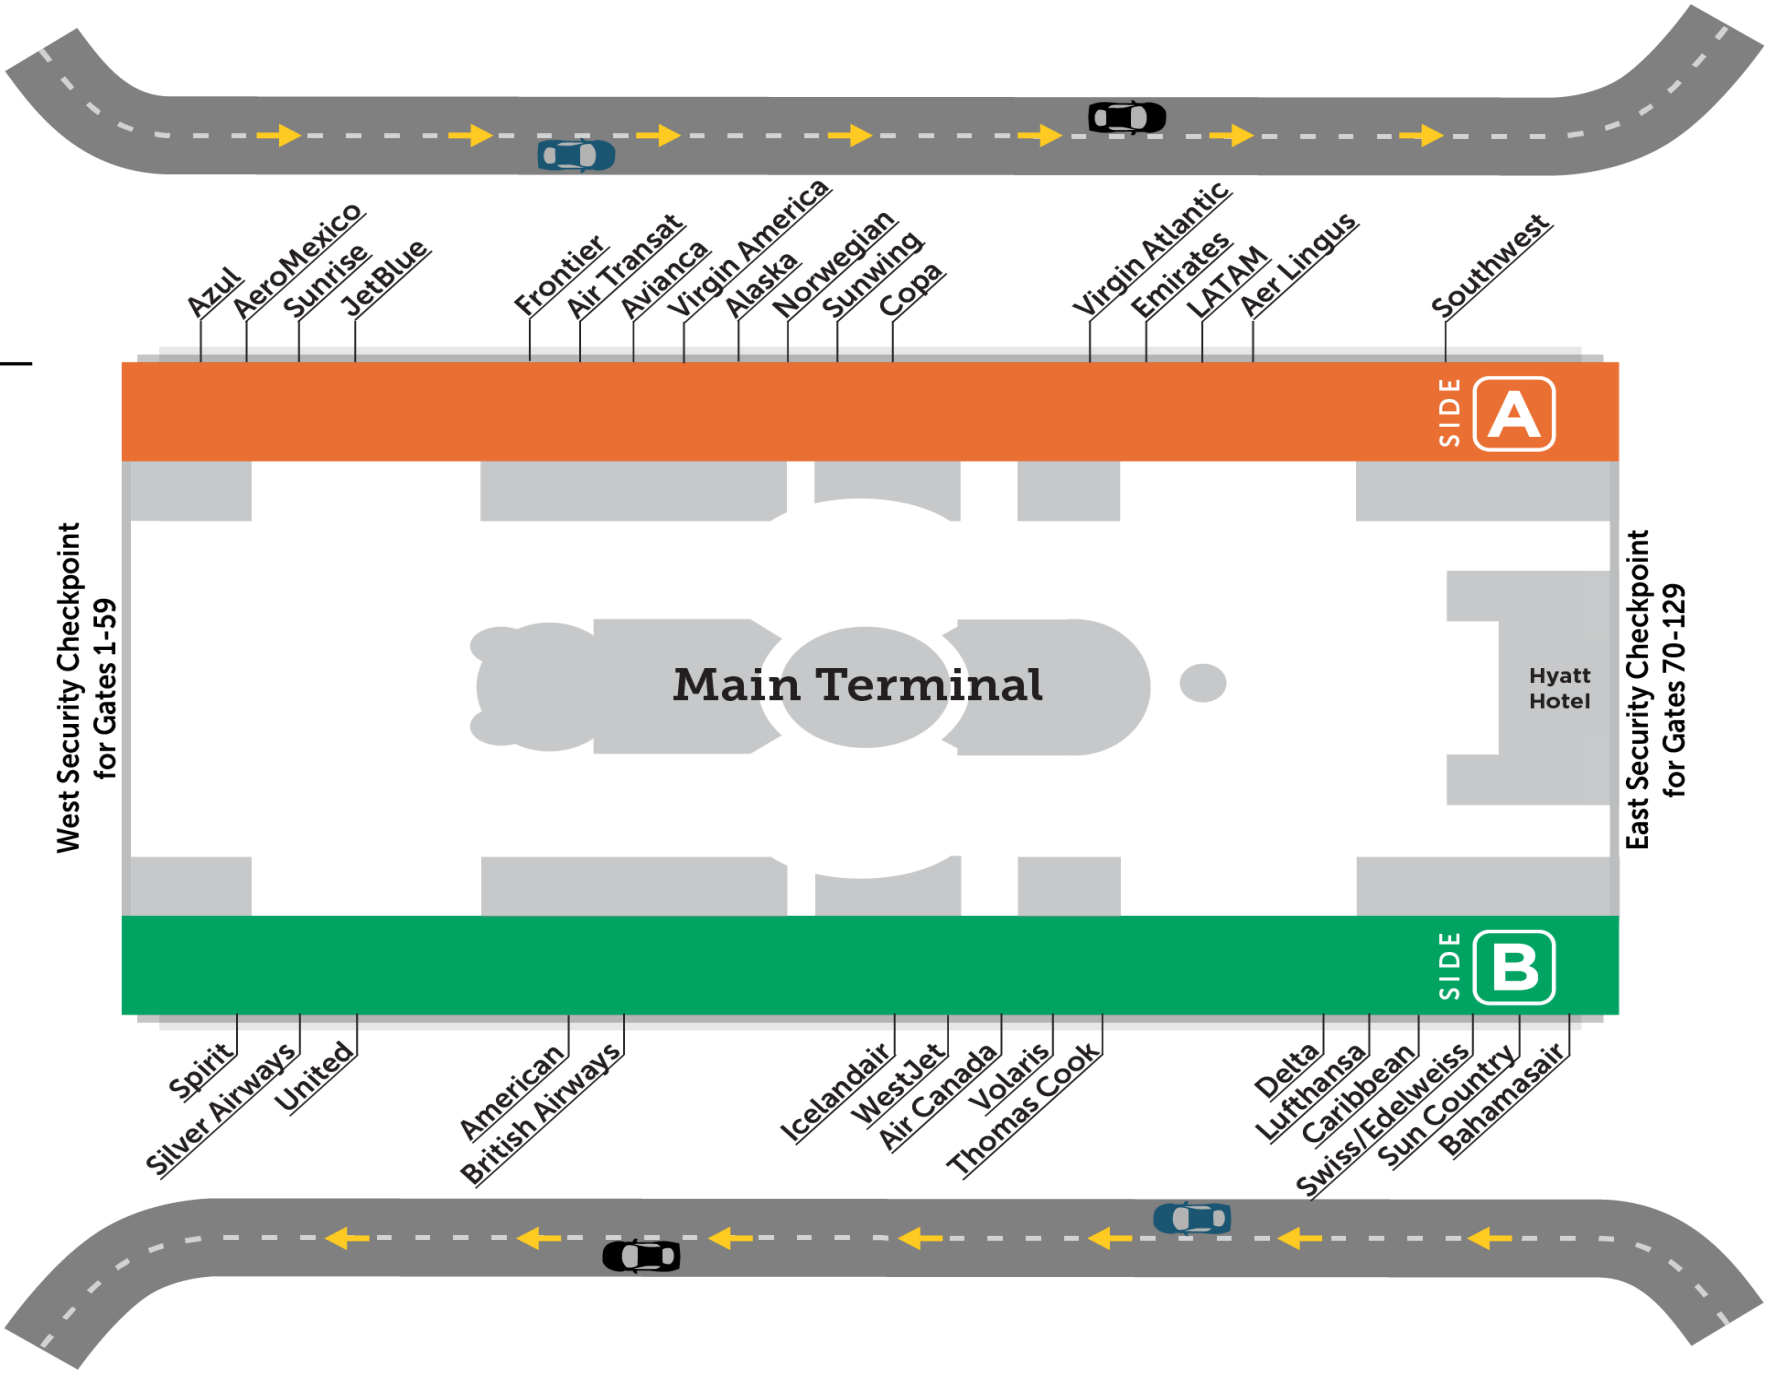 Azul
AeroMexico
Sunrise
JetBlue
Frontier
Air Transat
Avianca
Virgin America
Alaska
Norwegian
Sunwing
Copa
Virgin Atlantic
Emirates
LATAM
Aer Lingus
Southwest
SIDE A
West Security Checkpoint
for Gates 1-59
Main Terminal
Hyatt
Hotel
East Security Checkpoint
for Gates 70-129
SIDE B
Spirit
Silver Airways
United
American
British Airways
Icelandair
WestJet
Air Canada
Volaris
Thomas Cook
Delta
Lufthansa
Caribbean
Swiss/Edelweiss
Sun Country
Bahamasair